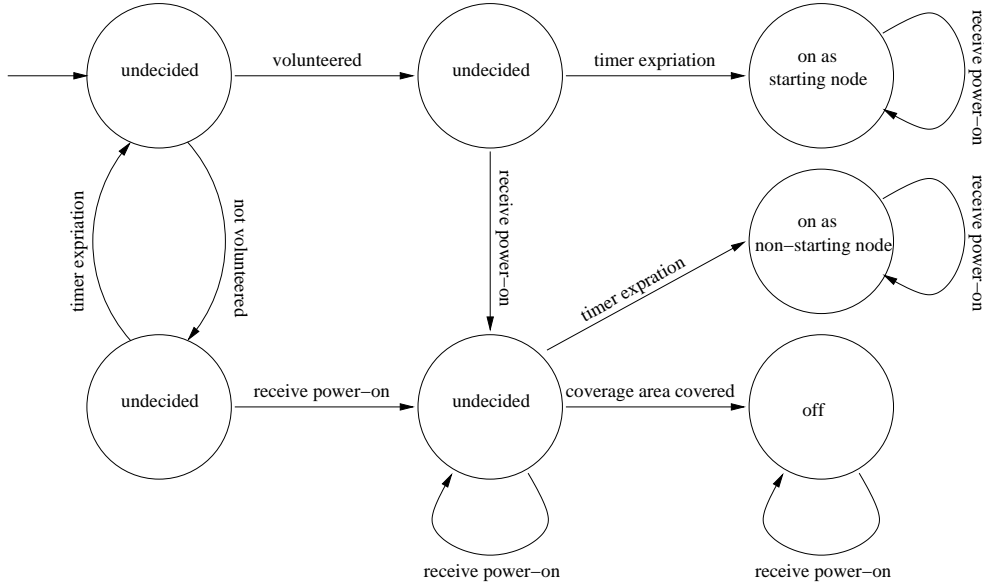 undecided
volunteered
undecided
timer expriation
on as
starting node
receive power−on
timer expriation
not volunteered
receive power−on
timer expration
on as
non−starting node
receive power−on
undecided
receive power−on
undecided
coverage area covered
off
receive power−on
receive power−on